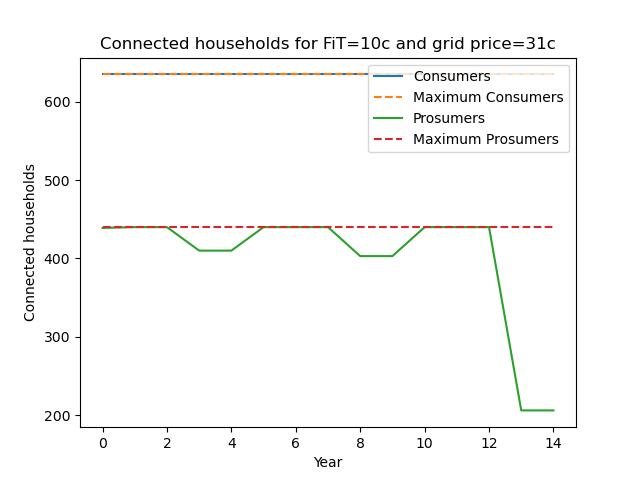 Connected households for FiT=10c and grid price=31c
Consumers
Maximum Consumers
Prosumers
Maximum Prosumers
Connected households
600
500
400
300
200
0 2 4 6 8 10 12 14
Year